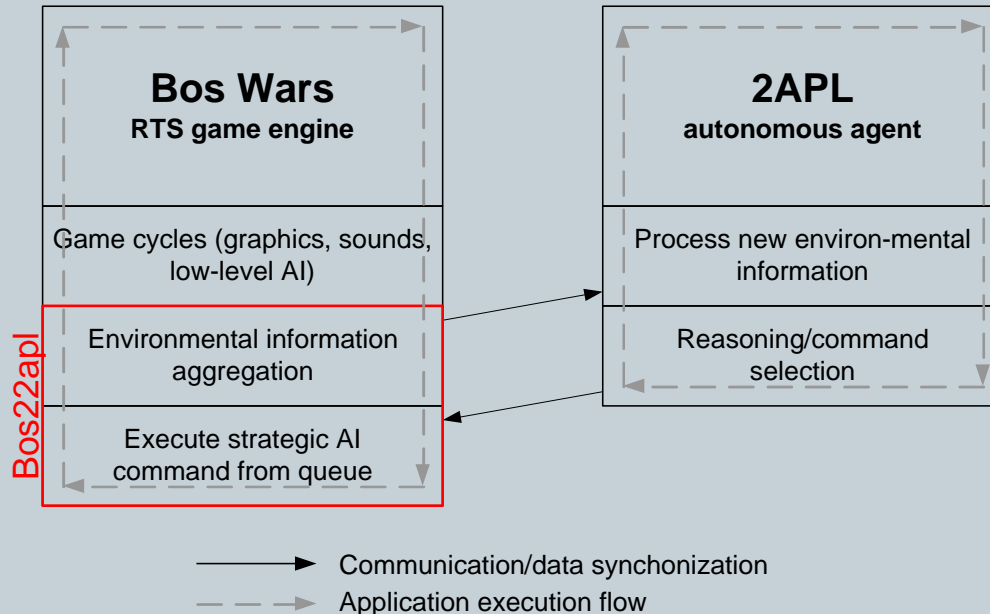 Bos Wars
RTS game engine
Game cycles (graphics, sounds,
low-level AI)
Environmental information
aggregation
Execute strategic AI
command from queue
Bos22apl
2APL
autonomous agent
Process new environ-mental
information
Reasoning/command
selection
Communication/data synchonization
Application execution flow